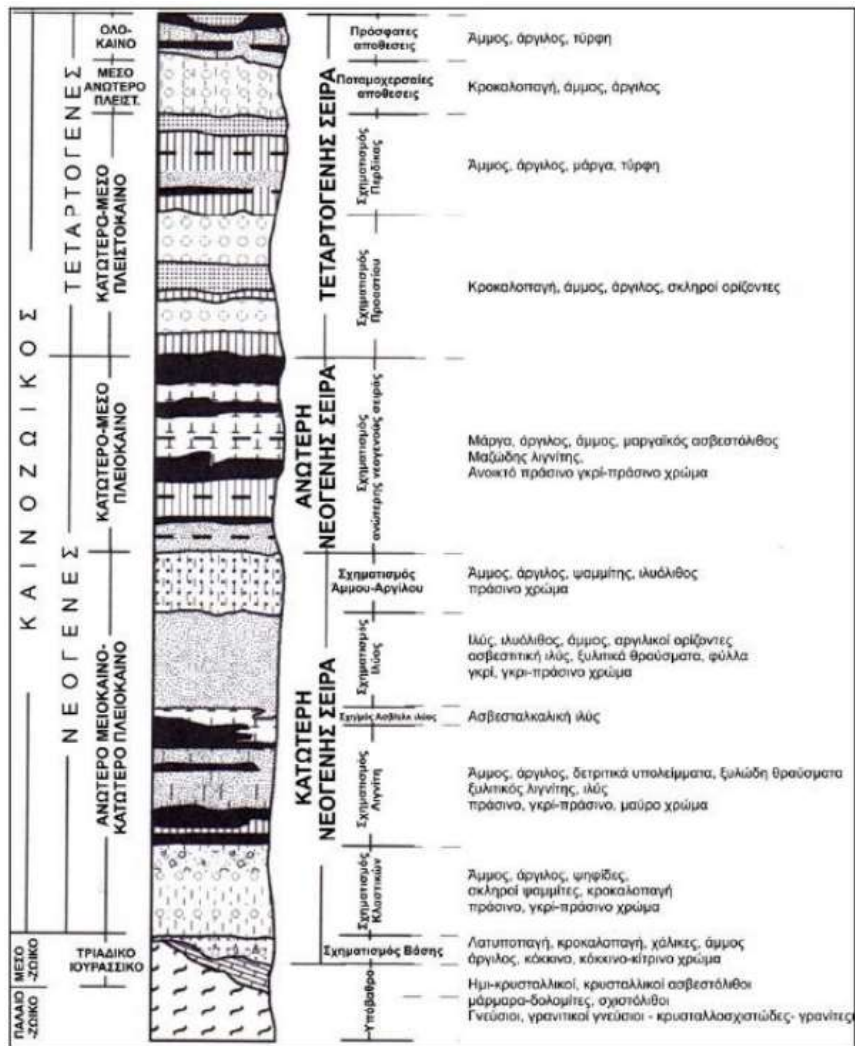 ΚΑΙΝΟΖΩΙΚΟΣ
ΤΕΤΑΡΤΟΓΕΝΕΣ
ΝΕΟΓΕΝΕΣ
ΟΛΟ-
ΚΑΙΝΟ
ΜΕΣΟ
ΑΝΩΤΕΡΟ
ΠΛΕΙΣΤ.
ΚΑΤΩΤΕΡΟ-ΜΕΣΟ
ΠΛΕΙΣΤΟΚΑΙΝΟ
ΚΑΤΩΤΕΡΟ-ΜΕΣΟ
ΠΛΕΙΟΚΑΙΝΟ
ΑΝΩΤΕΡΟ ΜΕΙΟΚΑΙΝΟ-
ΚΑΤΩΤΕΡΟ ΠΛΕΙΟΚΑΙΝΟ
ΜΕΣΟ
-ΖΩΙΚΟ
ΤΡΙΑΔΙΚΟ
ΙΟΥΡΑΣΣΙΚΟ
ΠΑΛΑΙΟ
-ΖΩΙΚΟ
ΤΕΤΑΡΤΟΓΕΝΗΣ ΣΕΙΡΑ
ΑΝΩΤΕΡΗ
ΝΕΟΓΕΝΗΣ ΣΕΙΡΑ
ΚΑΤΩΤΕΡΗ
ΝΕΟΓΕΝΗΣ ΣΕΙΡΑ
Πρόσφατες
αποθεσεις
Άμμος, άργιλος, τύρφη
Ποταμοχερσαίες
αποθεσεις
Κροκαλοπαγή, άμμος, άργιλος
Σχηματισμός
Περδίκας
Άμμος, άργιλος, μάργα, τύρφη
Σχηματισμός
Προαστίου
Κροκαλοπαγή, άμμος, άργιλος, σκληροί ορίζοντες
Σχηματισμός
ανώτερης νεογενούς σειράς
Μάργα, άργιλος, άμμος, μαργαϊκός ασβεστόλιθος
Μαζώδης λιγνίτης,
Ανοικτό πράσινο γκρί-πράσινο χρώμα
Σχηματισμός
Άμμου-Αργίλου
Άμμος, άργιλος, ψαμμίτης, ιλυόλιθος
πράσινο χρώμα
Σχηματισμός
Ιλύος
Ιλύς, ιλυόλιθος, άμμος, αργιλικοί ορίζοντες
ασβεστιτική ιλύς, ξυλιτικά θραύσματα, φύλλα
γκρί, γκρι-πράσινο χρώμα
ιλύος
Ασβεσταλκαλική ιλύς
Σχηματισμός
Λιγνίτη
Άμμος, άργιλος, δετριτικά υπολείμματα, ξυλώδη θραύσματα
ξυλιτικός λιγνίτης, ιλύς
πράσινο, γκρί-πράσινο, μαύρο χρώμα
Σχηματισμός
Κλαστικών
Άμμος, άργιλος, ψηφίδες,
σκληροί ψαμμίτες, κροκαλοπαγή
πράσινο, γκρί-πράσινο χρώμα
Σχηματισμός Βάσης
Λατυποπαγή, κροκαλοπαγή, χάλικες, άμμος
άργιλος, κόκκινο, κόκκινο-κίτρινο χρώμα
Υπόβαθρο
Ημι-κρυσταλλικοί, κρυσταλλικοί ασβεστόλιθοι
μάρμαρα-δολομίτες, σχιστόλιθοι
Γνεύσιοι, γρανιτικοί γνεύσιοι - κρυσταλλοσχιστώδες- γρανίτες